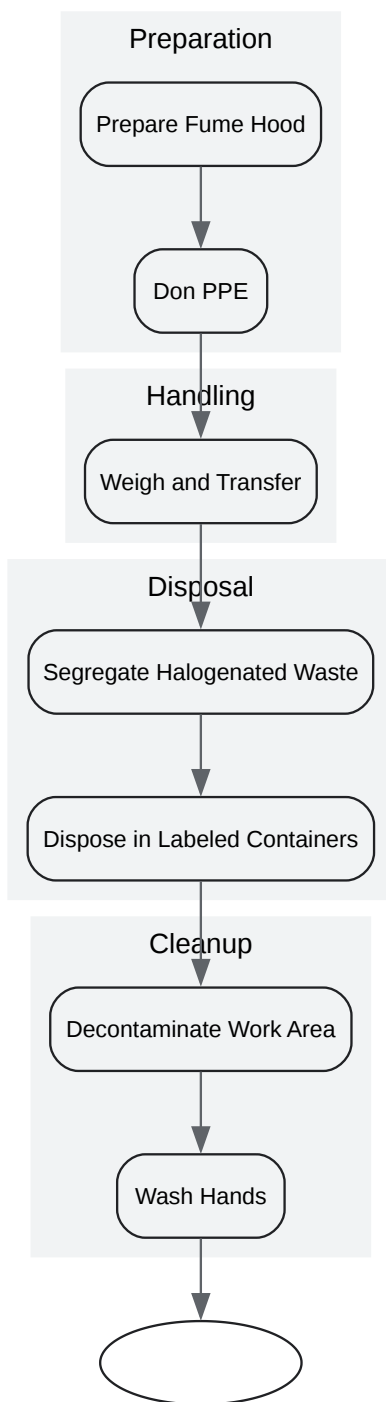 Preparation
Prepare Fume Hood
Don PPE
Handling
Weigh and Transfer
Disposal
Segregate Halogenated Waste
Dispose in Labeled Containers
Cleanup
Decontaminate Work Area
Wash Hands